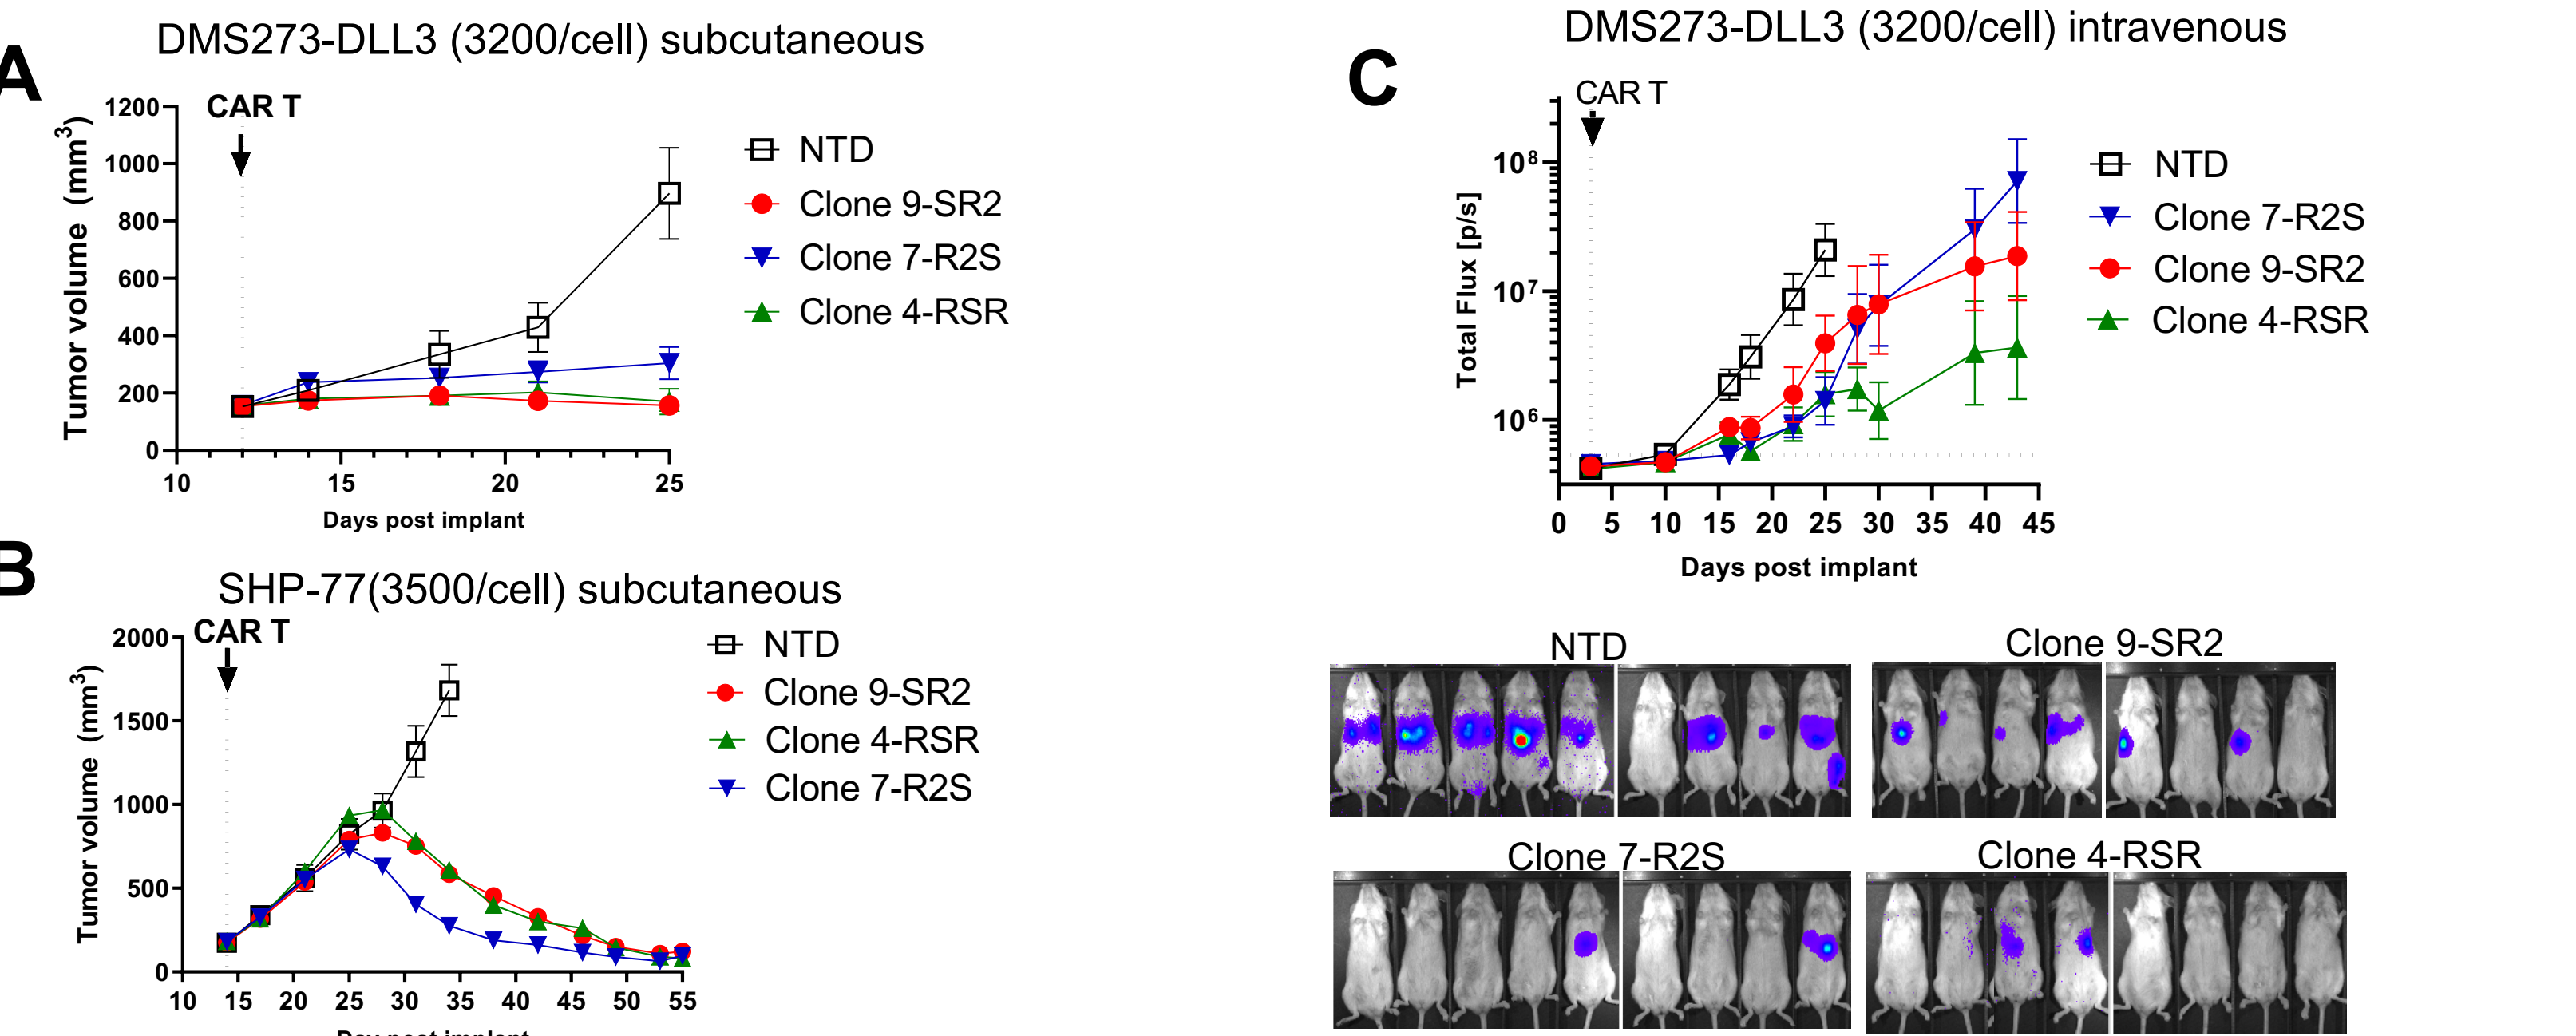 A
DMS273-DLL3 (3200/cell) subcutaneous
CAR T
Tumor volume (mm3)
1200
1000
800
600
400
200
0
10 15 20 25
Days post implant
NTD
Clone 9-SR2
Clone 7-R2S
Clone 4-RSR
B
SHP-77(3500/cell) subcutaneous
CAR T
Tumor volume (mm3)
2000
1500
1000
500
0
10 15 20 25 30 35 40 45 50 55
Day post implant
NTD
Clone 9-SR2
Clone 4-RSR
Clone 7-R2S
C
DMS273-DLL3 (3200/cell) intravenous
CAR T
Total Flux [p/s]
10^8
10^7
10^6
0 5 10 15 20 25 30 35 40 45
Days post implant
NTD
Clone 7-R2S
Clone 9-SR2
Clone 4-RSR
NTD
Clone 9-SR2
Clone 7-R2S
Clone 4-RSR